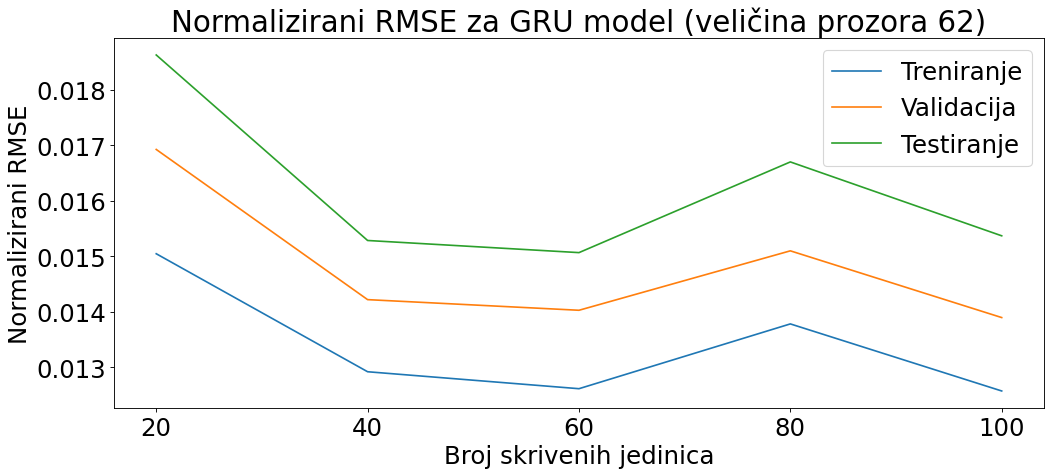 Normalizirani RMSE za GRU model (veličina prozora 62)
Normalizirani RMSE
0.018
0.017
0.016
0.015
0.014
0.013
Treniranje
Validacija
Testiranje
20 40 60 80 100
Broj skrivenih jedinica